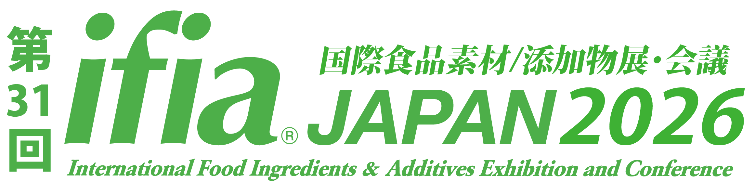 第31回
ifia®
国際食品素材/添加物展・会議
JAPAN2026
International Food Ingredients & Additives Exhibition and Conference